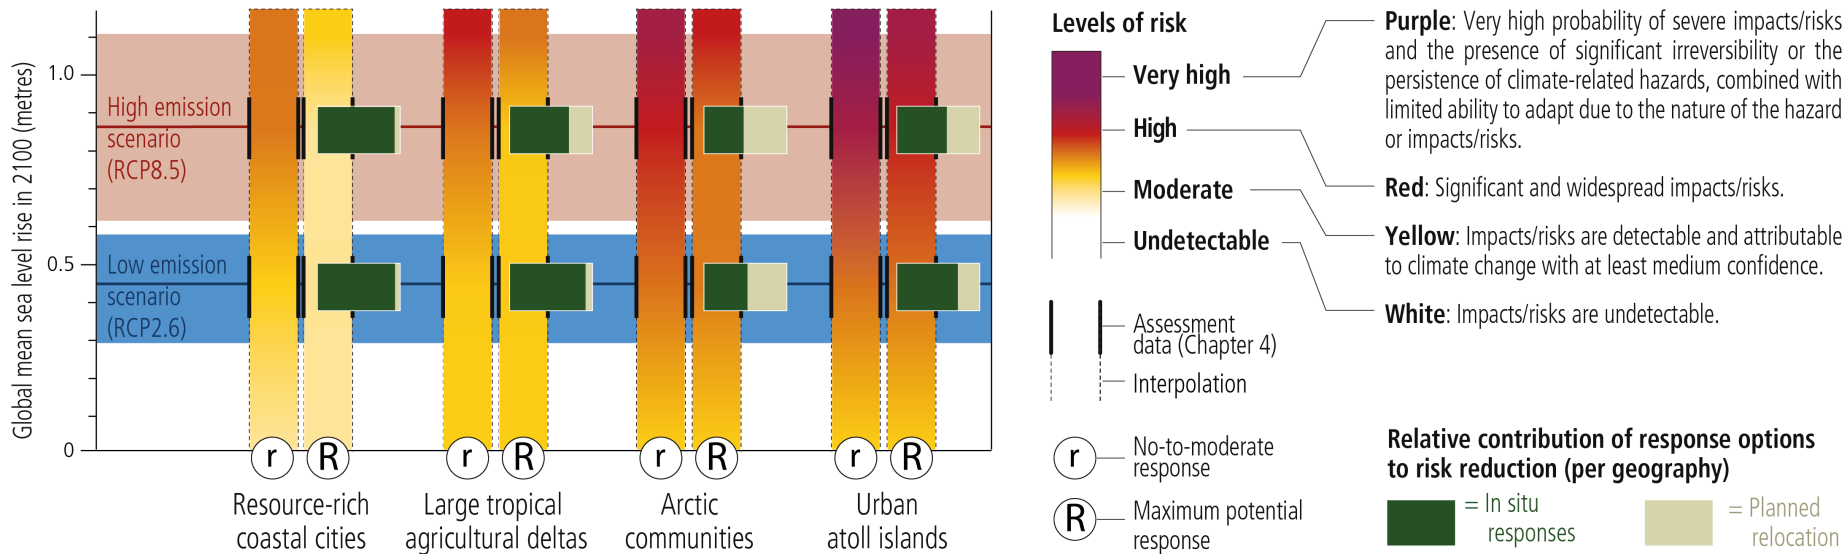 Global mean sea level rise in 2100 (metres)
1.0
0.5
0
High emission
scenario
(RCP8.5)
Low emission
scenario
(RCP2.6)
r
R
r
R
r
R
r
R
Resource-rich
coastal cities
Large tropical
agricultural deltas
Arctic
communities
Urban
atoll islands
Levels of risk
Very high
High
Moderate
Undetectable
Assessment
data (Chapter 4)
Interpolation
r
No-to-moderate
response
R
Maximum potential
response
Purple: Very high probability of severe impacts/risks
and the presence of significant irreversibility or the
persistence of climate-related hazards, combined with
limited ability to adapt due to the nature of the hazard
or impacts/risks.
Red: Significant and widespread impacts/risks.
Yellow: Impacts/risks are detectable and attributable
to climate change with at least medium confidence.
White: Impacts/risks are undetectable.
Relative contribution of response options
to risk reduction (per geography)
= In situ
responses
= Planned
relocation